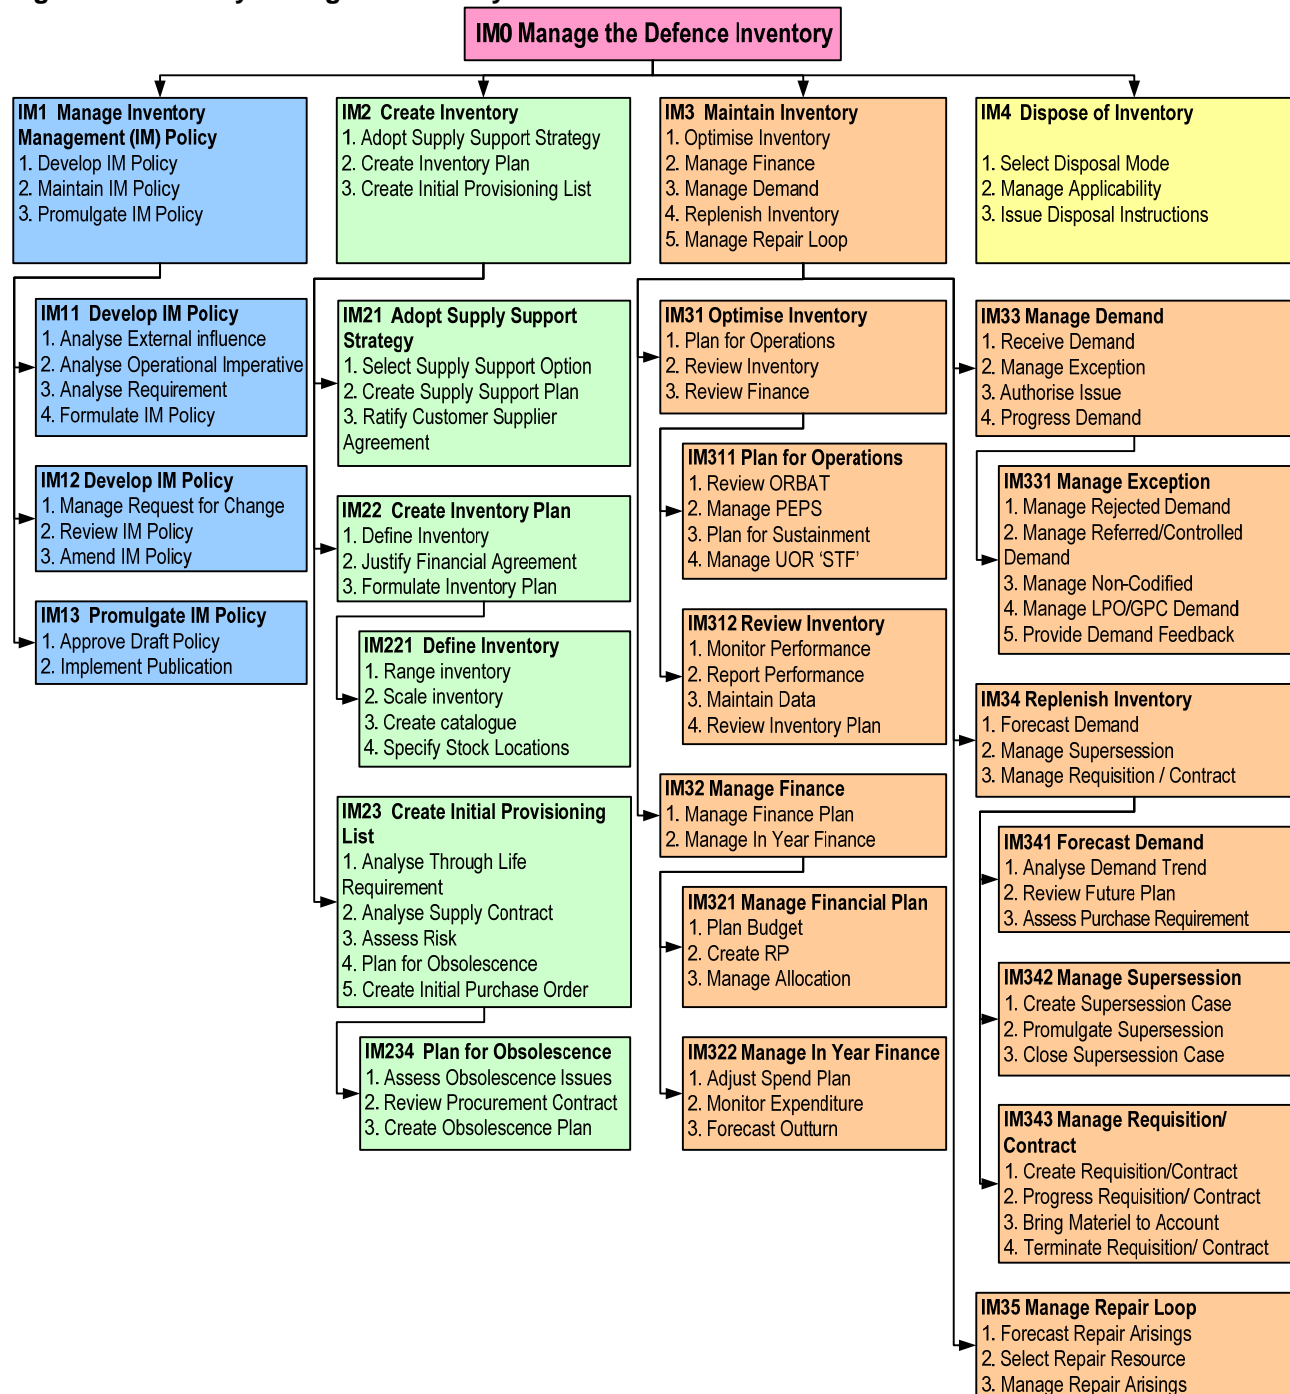 IM0 Manage the Defence Inventory
IM1 Manage Inventory
Management (IM) Policy
1. Develop IM Policy
2. Maintain IM Policy
3. Promulgate IM Policy
IM2 Create Inventory
1. Adopt Supply Support Strategy
2. Create Inventory Plan
3. Create Initial Provisioning List
IM3 Maintain Inventory
1. Optimise Inventory
2. Manage Finance
3. Manage Demand
4. Replenish Inventory
5. Manage Repair Loop
IM4 Dispose of Inventory
1. Select Disposal Mode
2. Manage Applicability
3. Issue Disposal Instructions
IM11 Develop IM Policy
1. Analyse External influence
2. Analyse Operational Imperative
3. Analyse Requirement
4. Formulate IM Policy
IM12 Develop IM Policy
1. Manage Request for Change
2. Review IM Policy
3. Amend IM Policy
IM13 Promulgate IM Policy
1. Approve Draft Policy
2. Implement Publication
IM21 Adopt Supply Support
Strategy
1. Select Supply Support Option
2. Create Supply Support Plan
3. Ratify Customer Supplier
Agreement
IM22 Create Inventory Plan
1. Define Inventory
2. Justify Financial Agreement
3. Formulate Inventory Plan
IM221 Define Inventory
1. Range inventory
2. Scale inventory
3. Create catalogue
4. Specify Stock Locations
IM23 Create Initial Provisioning
List
1. Analyse Through Life
Requirement
2. Analyse Supply Contract
3. Assess Risk
4. Plan for Obsolescence
5. Create Initial Purchase Order
IM234 Plan for Obsolescence
1. Assess Obsolescence Issues
2. Review Procurement Contract
3. Create Obsolescence Plan
IM31 Optimise Inventory
1. Plan for Operations
2. Review Inventory
3. Review Finance
IM311 Plan for Operations
1. Review ORBAT
2. Manage PEPS
3. Plan for Sustainment
4. Manage UOR ‘STF’
IM312 Review Inventory
1. Monitor Performance
2. Report Performance
3. Maintain Data
4. Review Inventory Plan
IM32 Manage Finance
1. Manage Finance Plan
2. Manage In Year Finance
IM321 Manage Financial Plan
1. Plan Budget
2. Create RP
3. Manage Allocation
IM322 Manage In Year Finance
1. Adjust Spend Plan
2. Monitor Expenditure
3. Forecast Outturn
IM33 Manage Demand
1. Receive Demand
2. Manage Exception
3. Authorise Issue
4. Progress Demand
IM331 Manage Exception
1. Manage Rejected Demand
2. Manage Referred/Controlled
Demand
3. Manage Non-Codified
4. Manage LPO/GPC Demand
5. Provide Demand Feedback
IM34 Replenish Inventory
1. Forecast Demand
2. Manage Supersession
3. Manage Requisition / Contract
IM341 Forecast Demand
1. Analyse Demand Trend
2. Review Future Plan
3. Assess Purchase Requirement
IM342 Manage Supersession
1. Create Supersession Case
2. Promulgate Supersession
3. Close Supersession Case
IM343 Manage Requisition/
Contract
1. Create Requisition/Contract
2. Progress Requisition/ Contract
3. Bring Materiel to Account
4. Terminate Requisition/ Contract
IM35 Manage Repair Loop
1. Forecast Repair Arisings
2. Select Repair Resource
3. Manage Repair Arisings